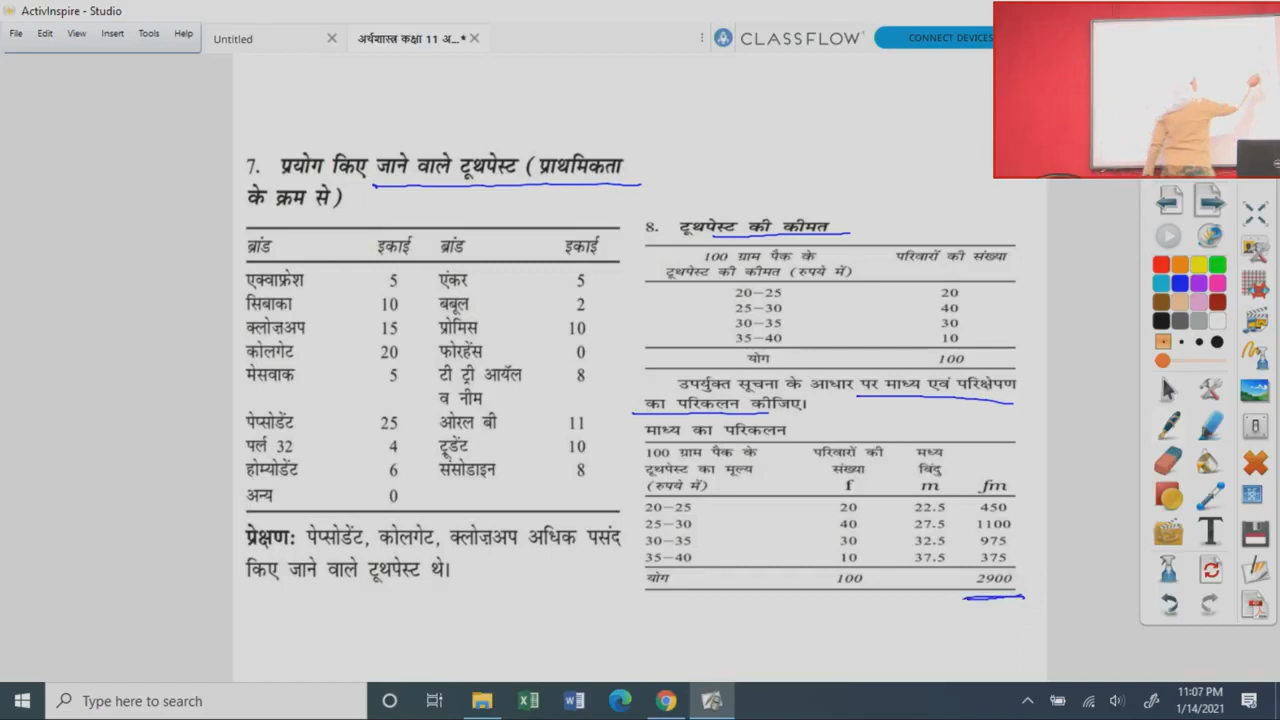 ActivInspire - Studio
File Edit View Insert Tools Help
Untitled
अर्थशास्त्र कक्षा 11 अ...*
CLASSFLOW
CONNECT DEVICES
7. प्रयोग किए जाने वाले टूथपेस्ट (प्राथमिकता
के क्रम से)
ब्रांड इकाई ब्रांड इकाई
एक्वाफ्रेश 5 एंकर 5
सिबाका 10 बबूल 2
क्लोज़अप 15 प्रोमिस 10
कोलगेट 20 फोरहेंस 0
मेसवाक 5 टी ट्री आयॅल 8
व नीम
पेप्सोडेंट 25 ओरल बी 11
पर्ल 32 4 ट्रूडेंट 10
होम्योडेंट 6 संसोडाइन 8
अन्य 0
प्रेक्षण: पेप्सोडेंट, कोलगेट, क्लोज़अप अधिक पसंद
किए जाने वाले टूथपेस्ट थे।
8. टूथपेस्ट की कीमत
100 ग्राम पैक के परिवारों की संख्या
टूथपेस्ट की कीमत (रुपये में)
20–25 20
25–30 40
30–35 30
35–40 10
योग 100
उपर्युक्त सूचना के आधार पर माध्य एवं परिक्षेपण
का परिकलन कीजिए।
माध्य का परिकलन
100 ग्राम पैक के परिवारों की मध्य
टूथपेस्ट का मूल्य संख्या बिंदु
(रुपये में) f m fm
20–25 20 22.5 450
25–30 40 27.5 1100
30–35 30 32.5 975
35–40 10 37.5 375
योग 100 2900
Type here to search
11:07 PM
1/14/2021